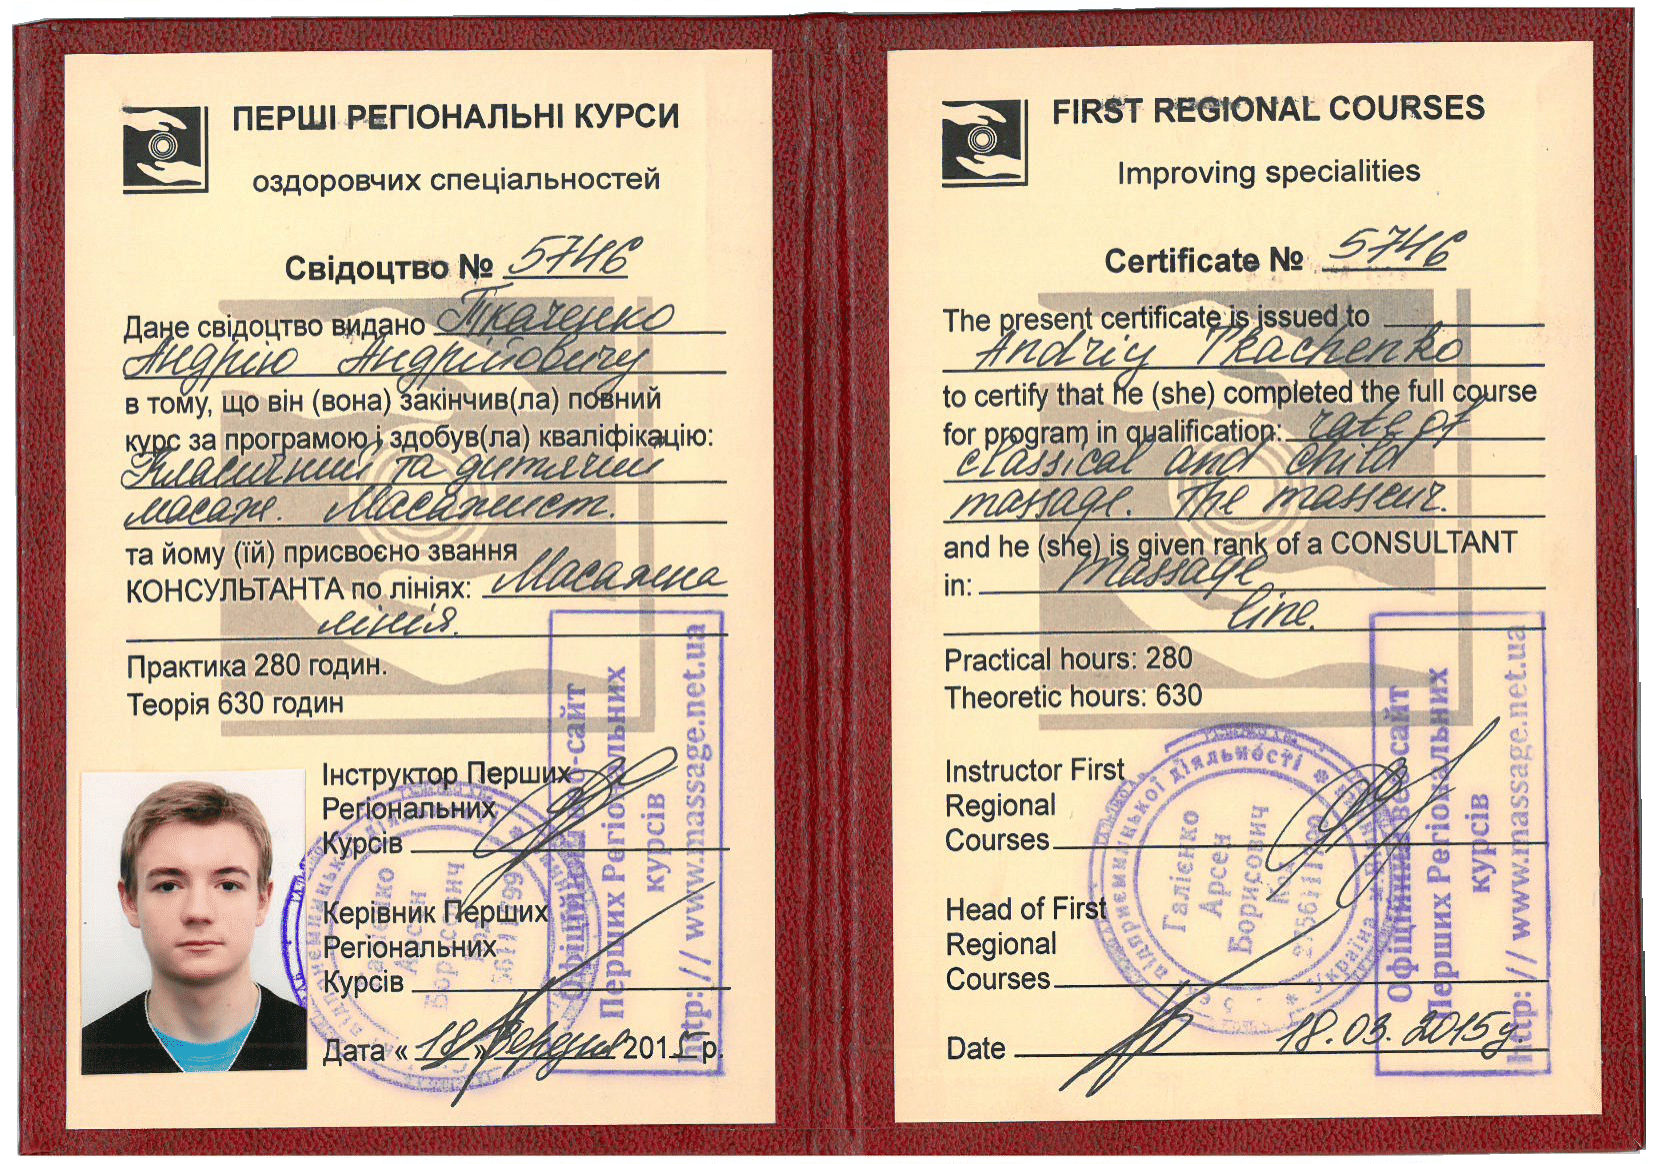 ПЕРШІ РЕГІОНАЛЬНІ КУРСИ
оздоровчих спеціальностей
Свідоцтво № 5746
Дане свідоцтво видано Ткаченко
Андрію Андрійовичу
в тому, що він (вона) закінчив(ла) повний
курс за програмою і здобув(ла) кваліфікацію:
Класичний та дитячий
масаж. Масажист.
та йому (їй) присвоєно звання
КОНСУЛЬТАНТА по лініях: Масажна
лінія.
Практика 280 годин.
Теорія 630 годин
Інструктор Перших
Регіональних
Курсів
Керівник Перших
Регіональних
Курсів
Дата « 18 » березня 201 р.
Офіційний веб-сайт
Перших Регіональних
курсів
http://www.massage.net.ua
FIRST REGIONAL COURSES
Improving specialities
Certificate № 5746
The present certificate is issued to
Andriy Tkachenko
to certify that he (she) completed the full course
for program in qualification: rate of
classical and child
massage. The masseur.
and he (she) is given rank of a CONSULTANT
in: massage
line.
Practical hours: 280
Theoretic hours: 630
Instructor First
Regional
Courses
Head of First
Regional
Courses
Date 18.03.2015р.
підприємницької діяльності
Галієнко
Арсен
Борисович
Код
Україна
Офіційний веб-сайт
Перших Регіональних
курсів
http://www.massage.net.ua